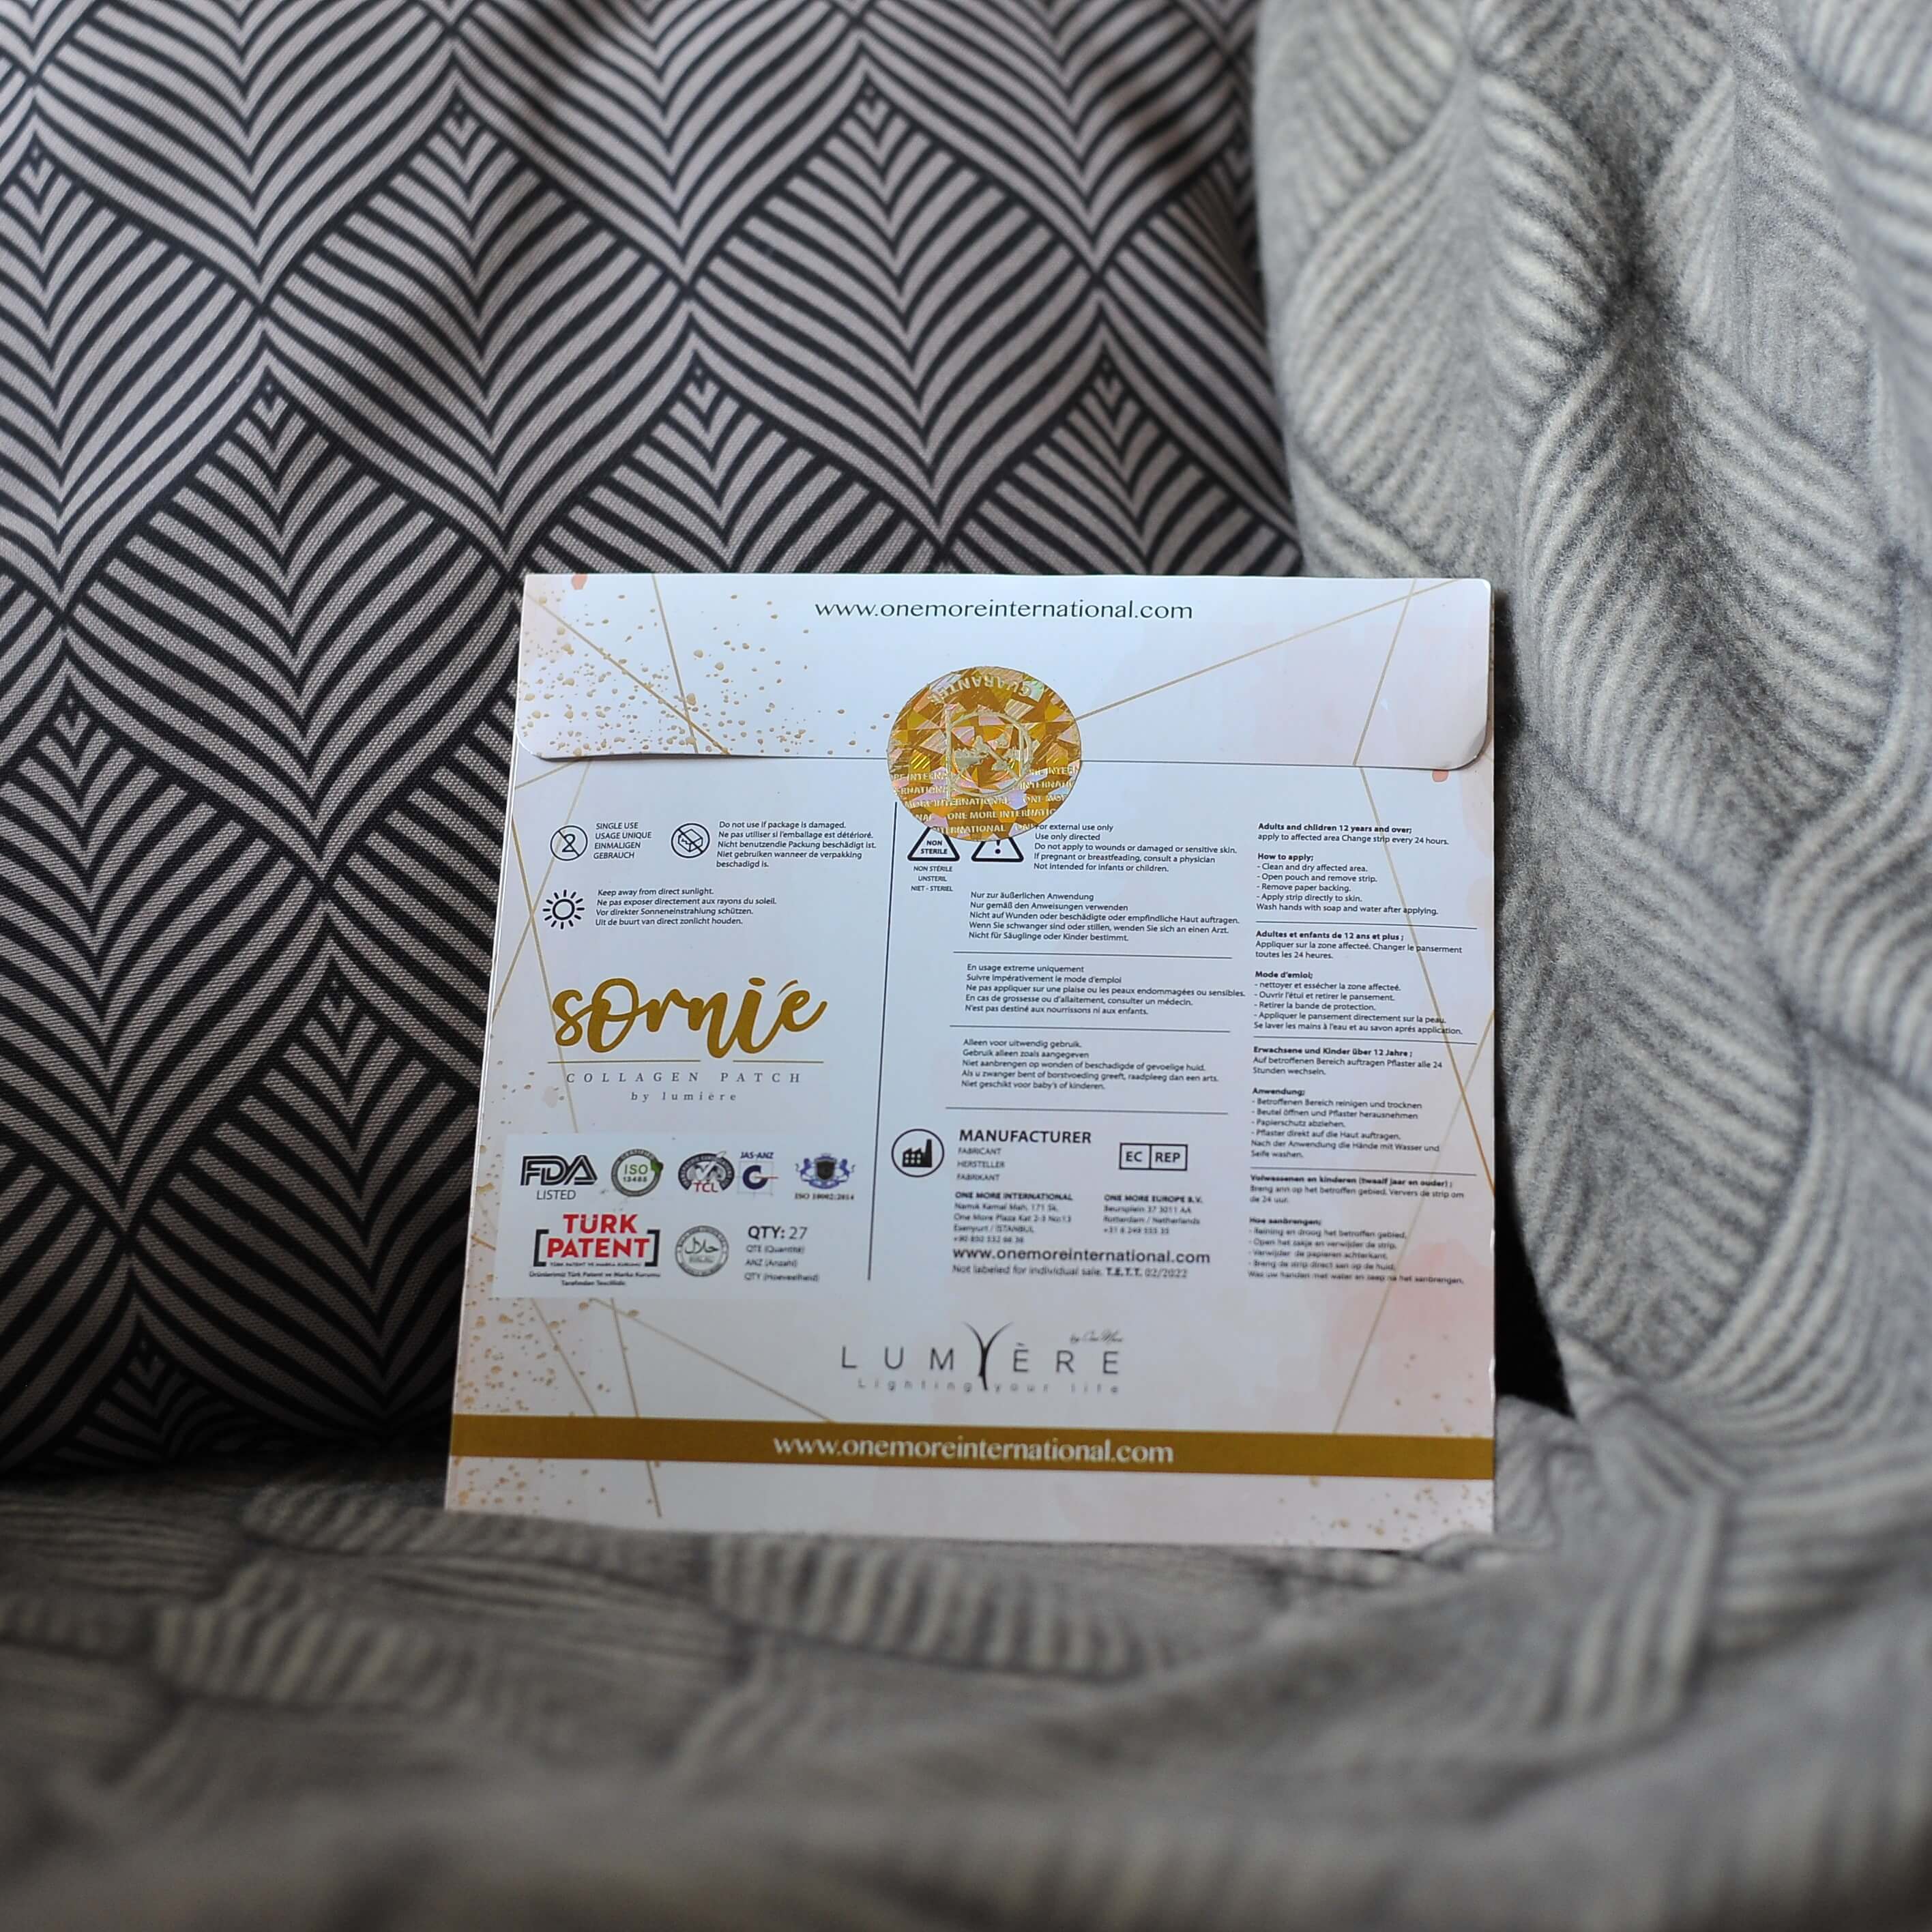 www.onemoreinternational.com
GUARANTEE
ONE MORE INTERNATIONAL
SINGLE USE
USAGE UNIQUE
EINMALIGEN
GEBRAUCH
2
Do not use if package is damaged.
Ne pas utiliser si l'emballage est détérioré.
Nicht benutzendie Packung beschädigt ist.
Niet gebruiken wanneer de verpakking
beschadigd is.
Keep away from direct sunlight.
Ne pas exposer directement aux rayons du soleil.
Vor direkter Sonneneinstrahlung schützen.
Uit de buurt van direct zonlicht houden.
sornié
COLLAGEN PATCH
by lumiere
FDA
LISTED
ISO
13485
TCL
JAS-ANZ
ISO 10002:2014
TÜRK
PATENT
TÜRK PATENT VE MARKA KURUMU
Ürünlerimiz Türk Patent ve Marka Kurumu
Tarafından Tescillidir.
حلال
QTY: 27
QTE (Quantité)
ANZ (Anzahl)
QTY (Hoeveelheid)
NON
STERILE
NON STÉRILE
UNSTERIL
NIET - STERIEL
For external use only
Use only directed
Do not apply to wounds or damaged or sensitive skin.
If pregnant or breastfeeding, consult a physician
Not intended for infants or children.
Nur zur äußerlichen Anwendung
Nur gemäß den Anweisungen verwenden
Nicht auf Wunden oder beschädigte oder empfindliche Haut auftragen.
Wenn Sie schwanger sind oder stillen, wenden Sie sich an einen Arzt.
Nicht für Säuglinge oder Kinder bestimmt.
En usage extreme uniquement
Suivre impérativement le mode d'emploi
Ne pas appliquer sur une plaise ou les peaux endommagées ou sensibles.
En cas de grossesse ou d'allaitement, consulter un médecin.
N'est pas destiné aux nourrissons ni aux enfants.
Alleen voor uitwendig gebruik.
Gebruik alleen zoals aangegeven
Niet aanbrengen op wonden of beschadigde of gevoelige huid.
Als u zwanger bent of borstvoeding greeft, raadpleeg dan een arts.
Niet geschikt voor baby's of kinderen.
MANUFACTURER
FABRICANT
HERSTELLER
FABRIKANT
EC REP
ONE MORE INTERNATIONAL
Namık Kemal Mah. 171 Sk.
One More Plaza Kat 2-3 No:13
Esenyurt / İSTANBUL
+90 850 532 66 36
ONE MORE EUROPE B.V.
Beursplein 37 3011 AA
Rotterdam / Netherlands
+31 6 249 555 35
www.onemoreinternational.com
Not labeled for individual sale. T.E.T.T. 02/2022
Adults and children 12 years and over;
apply to affected area Change strip every 24 hours.
How to apply;
- Clean and dry affected area.
- Open pouch and remove strip.
- Remove paper backing.
- Apply strip directly to skin.
Wash hands with soap and water after applying.
Adultes et enfants de 12 ans et plus ;
Appliquer sur la zone affecteé. Changer le panserment
toutes les 24 heures.
Mode d'emloi;
- nettoyer et essécher la zone affecteé.
- Ouvrir l'étul et retirer le pansement.
- Retirer la bande de protection.
- Appliquer le pansement directement sur la peau.
Se laver les mains à l'eau et au savon aprés application.
Erwachsene und Kinder über 12 Jahre ;
Auf betroffenen Bereich auftragen Pflaster alle 24
Stunden wechseln.
Anwendung;
- Betroffenen Bereich reinigen und trocknen
- Beutel öffnen und Pflaster herausnehmen
- Papierschutz abziehen.
- Pflaster direkt auf die Haut auftragen.
Nach der Anwendung die Hände mit Wasser und
Seife washen.
Volwassenen en kinderen (twaalf jaar en ouder) ;
Breng ann op het betroffen gebied. Ververs de strip om
de 24 uur.
Hoe aanbrengen;
- Reining en droog het betroffen gebied.
- Open het zakje en verwijder de strip.
- Verwijder de papieren achterkant.
- Breng de strip direct aan op de huid.
Was uw handen met water en zeep na het aanbrengen.
LUMIÈRE
by One More
Lighting your life
www.onemoreinternational.com